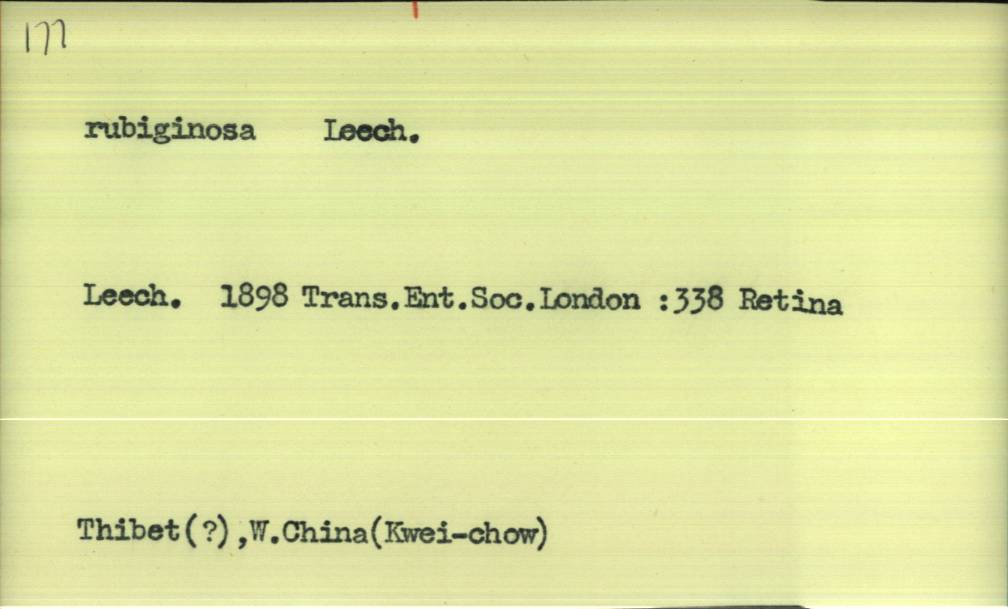 177
rubiginosa Leech.
Leech. 1898 Trans.Ent.Soc.London :338 Retina
Thibet(?),W.China(Kwei-chow)